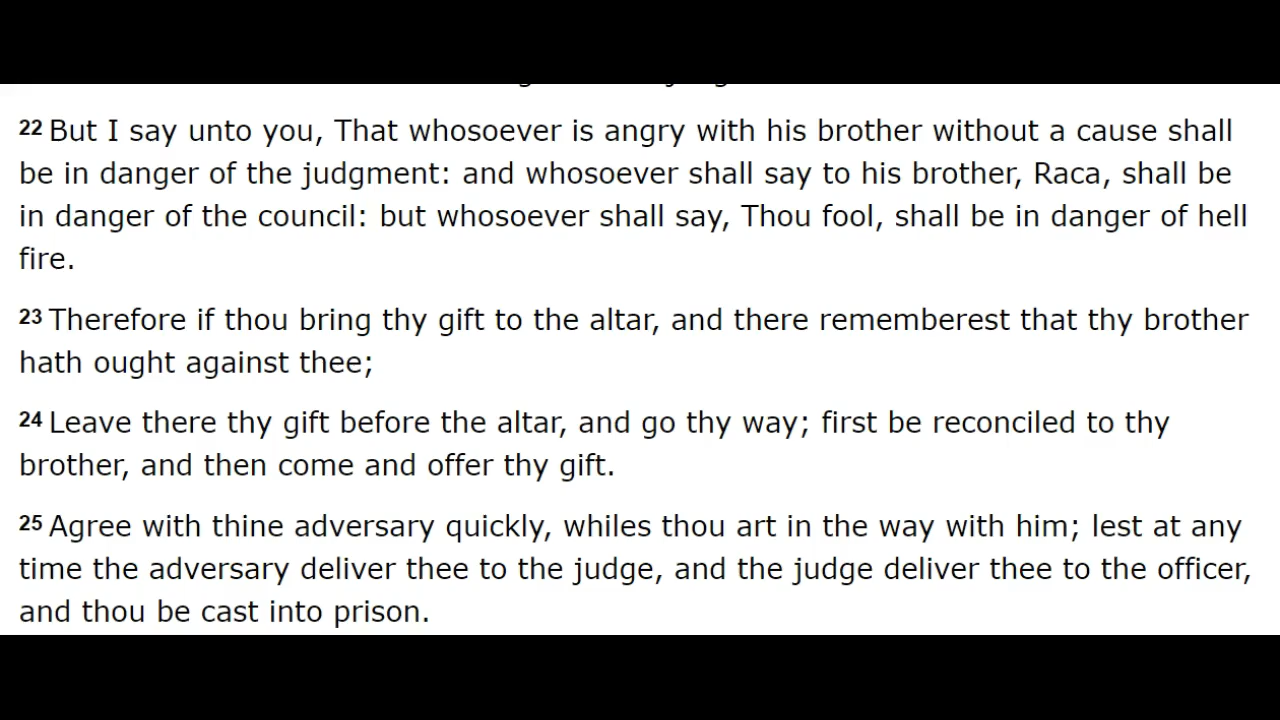 22 But I say unto you, That whosoever is angry with his brother without a cause shall
be in danger of the judgment: and whosoever shall say to his brother, Raca, shall be
in danger of the council: but whosoever shall say, Thou fool, shall be in danger of hell
fire.
23 Therefore if thou bring thy gift to the altar, and there rememberest that thy brother
hath ought against thee;
24 Leave there thy gift before the altar, and go thy way; first be reconciled to thy
brother, and then come and offer thy gift.
25 Agree with thine adversary quickly, whiles thou art in the way with him; lest at any
time the adversary deliver thee to the judge, and the judge deliver thee to the officer,
and thou be cast into prison.